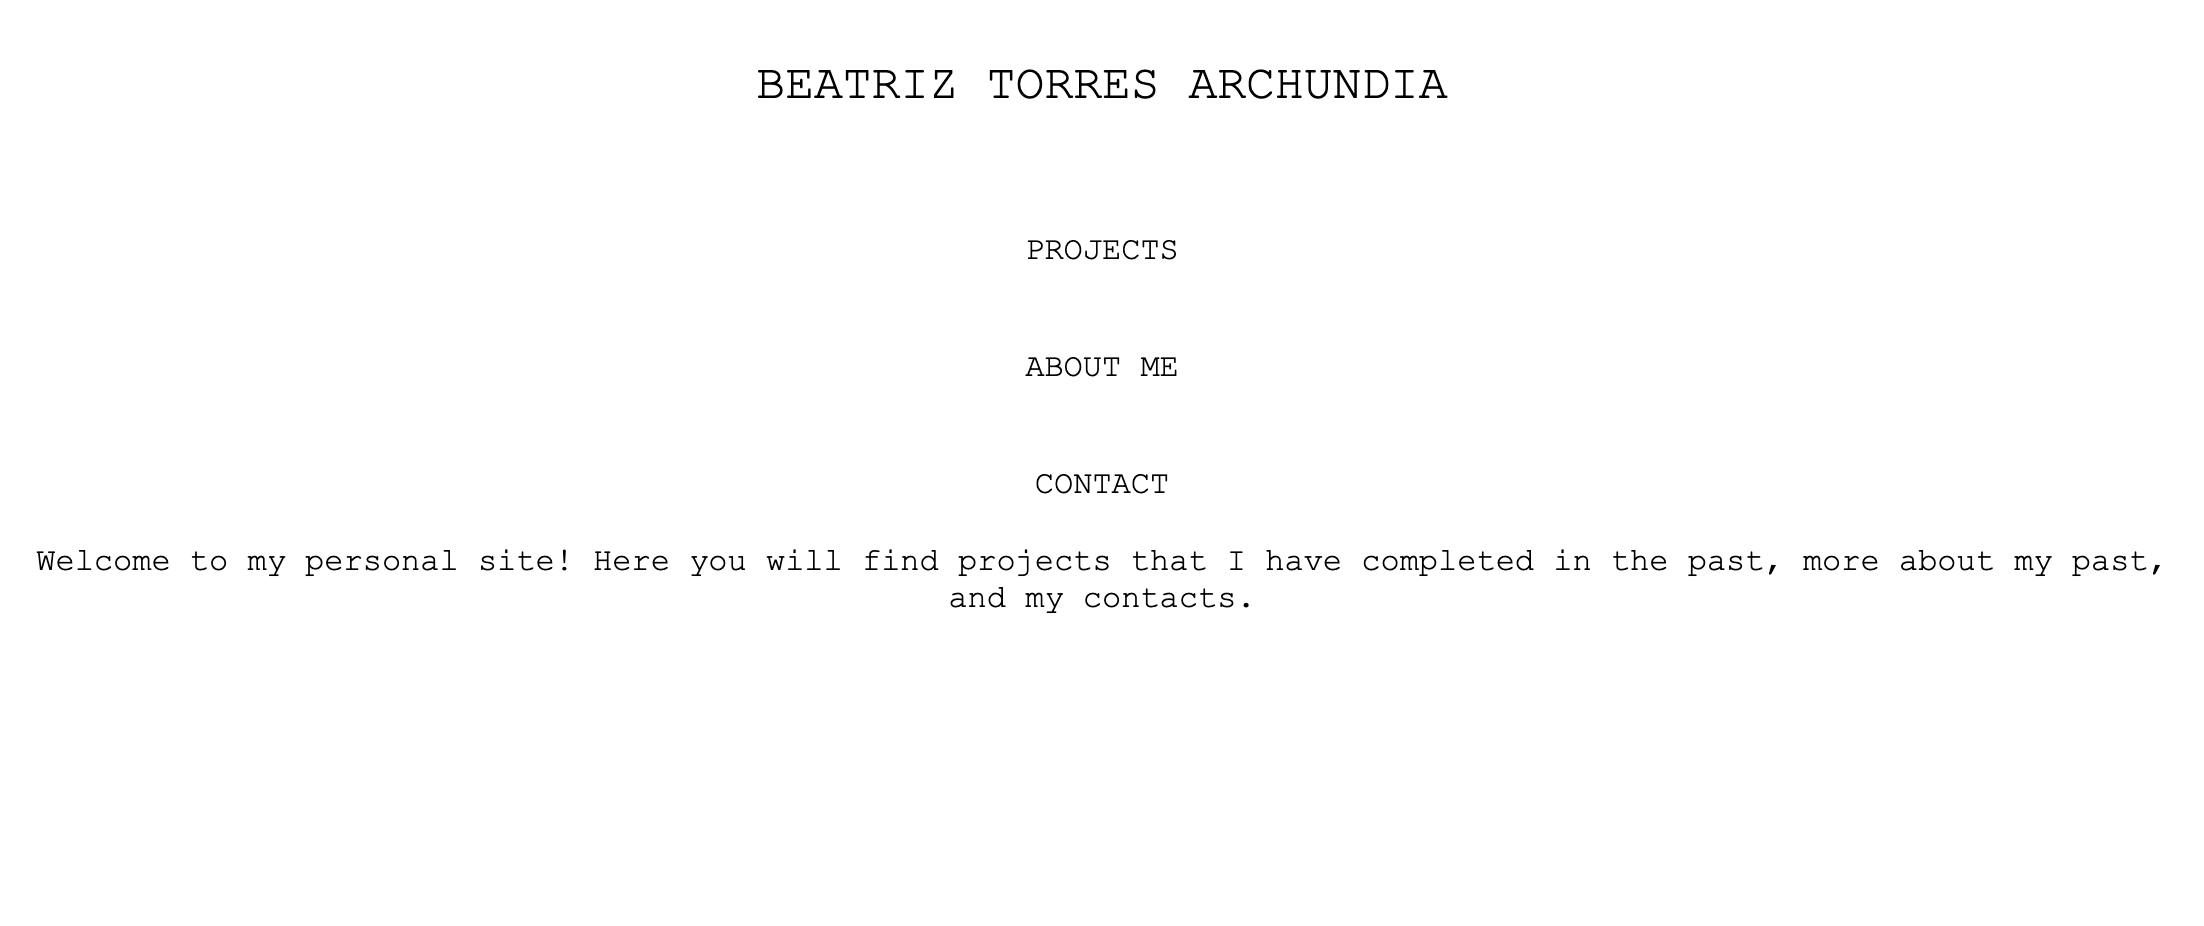 BEATRIZ TORRES ARCHUNDIA
PROJECTS
ABOUT ME
CONTACT
Welcome to my personal site! Here you will find projects that I have completed in the past, more about my past,
and my contacts.